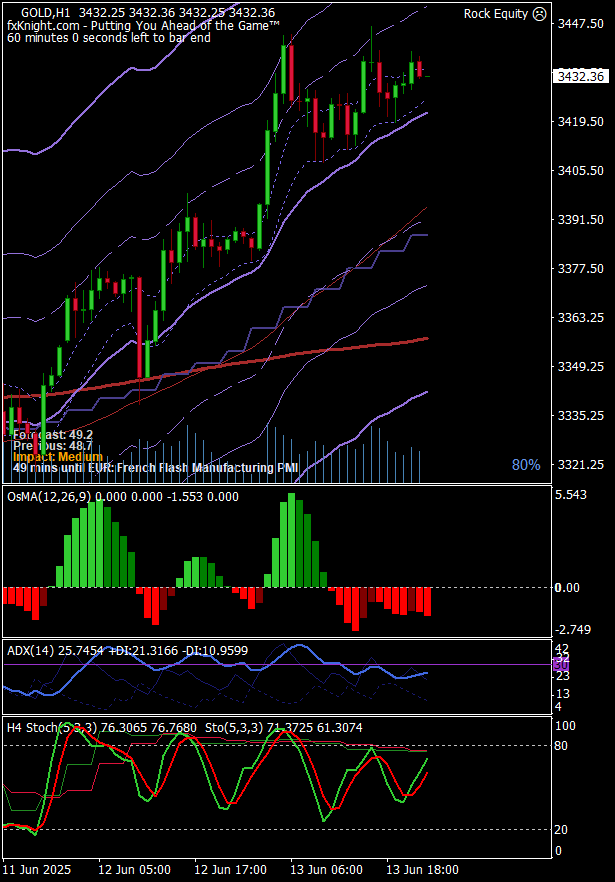 GOLD,H1 3432.25 3432.36 3432.25 3432.36
Rock Equity ☹
fxKnight.com - Putting You Ahead of the Game™
60 minutes 0 seconds left to bar end
3447.50
3432.36
3419.50
3405.50
3391.50
3377.50
3363.50
3349.25
3335.25
3321.25
Forecast: 49.2
Previous: 48.7
Impact: Medium
49 mins until EUR: French Flash Manufacturing PMI
80%
OsMA(12,26,9) 0.000 0.000 -1.553 0.000
5.543
0.00
-2.749
ADX(14) 25.7454 +DI:21.3166 -DI:10.9599
42
32
23
13
4
H4 Stoch(5,3,3) 76.3065 76.7680 Sto(5,3,3) 71.3725 61.3074
100
80
20
0
11 Jun 2025 12 Jun 05:00 12 Jun 17:00 13 Jun 06:00 13 Jun 18:00